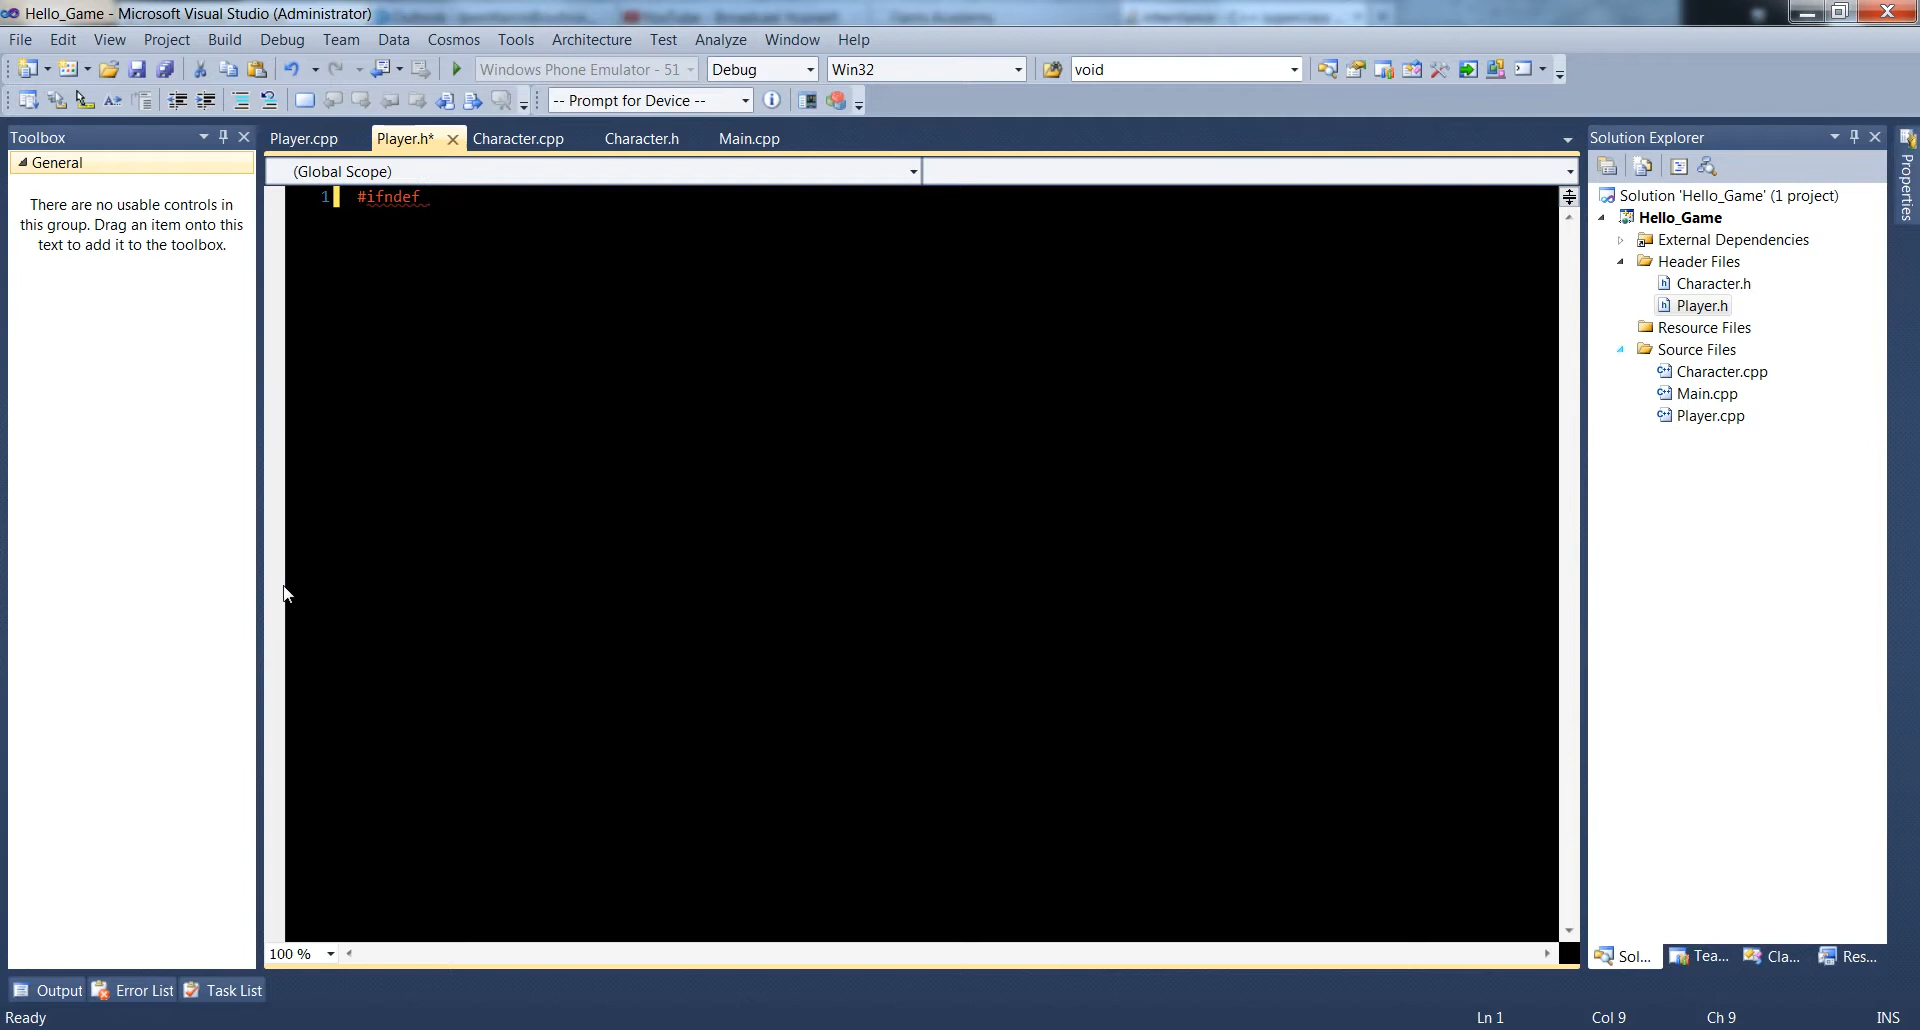 Hello_Game - Microsoft Visual Studio (Administrator)
File Edit View Project Build Debug Team Data Cosmos Tools Architecture Test Analyze Window Help
Windows Phone Emulator - 51 Debug Win32 void
-- Prompt for Device --
Toolbox
General
There are no usable controls in
this group. Drag an item onto this
text to add it to the toolbox.
Player.cpp Player.h* Character.cpp Character.h Main.cpp
(Global Scope)
1 #ifndef
100 %
Solution Explorer
Solution 'Hello_Game' (1 project)
Hello_Game
External Dependencies
Header Files
Character.h
Player.h
Resource Files
Source Files
Character.cpp
Main.cpp
Player.cpp
Properties
Sol... Tea... Cla... Res...
Output Error List Task List
Ready Ln 1 Col 9 Ch 9 INS